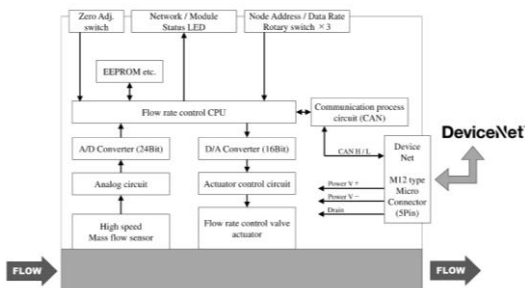 Zero Adj.
switch
Network / Module
Status LED
Node Address / Data Rate
Rotary switch × 3
EEPROM etc.
Flow rate control CPU
Communication process
circuit (CAN)
DeviceNet
A/D Converter (24Bit)
D/A Converter (16Bit)
CAN H / L
Device
Net
M12 type
Micro
Connector
(5Pin)
Analog circuit
Actuator control circuit
Power V +
Power V −
Drain
High speed
Mass flow sensor
Flow rate control valve
actuator
FLOW
FLOW